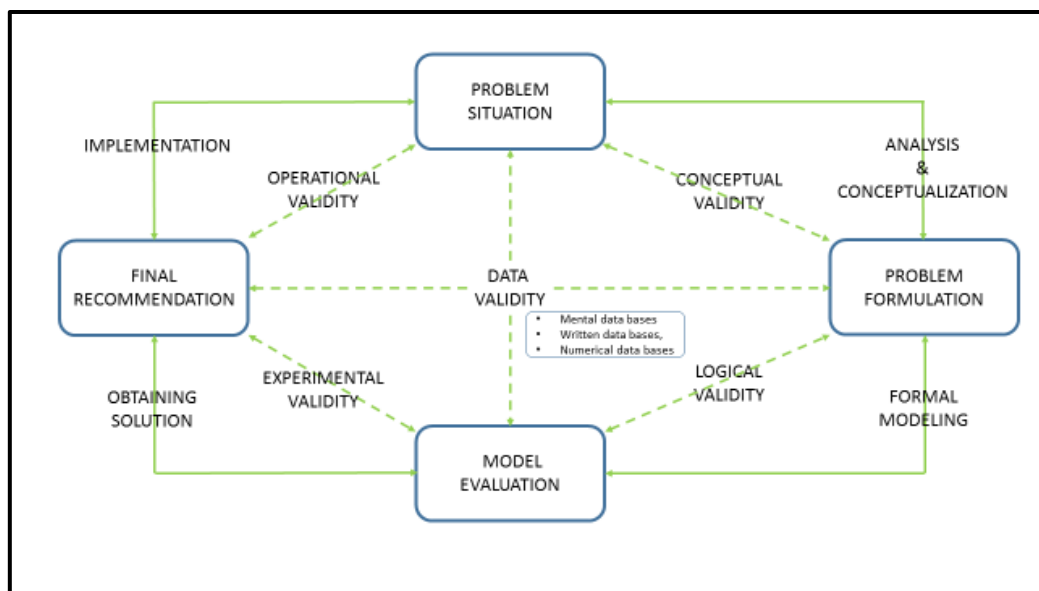 PROBLEM
SITUATION
IMPLEMENTATION
ANALYSIS
&
CONCEPTUALIZATION
OPERATIONAL
VALIDITY
CONCEPTUAL
VALIDITY
FINAL
RECOMMENDATION
DATA
VALIDITY
• Mental data bases
• Written data bases,
• Numerical data bases
PROBLEM
FORMULATION
EXPERIMENTAL
VALIDITY
LOGICAL
VALIDITY
OBTAINING
SOLUTION
FORMAL
MODELING
MODEL
EVALUATION